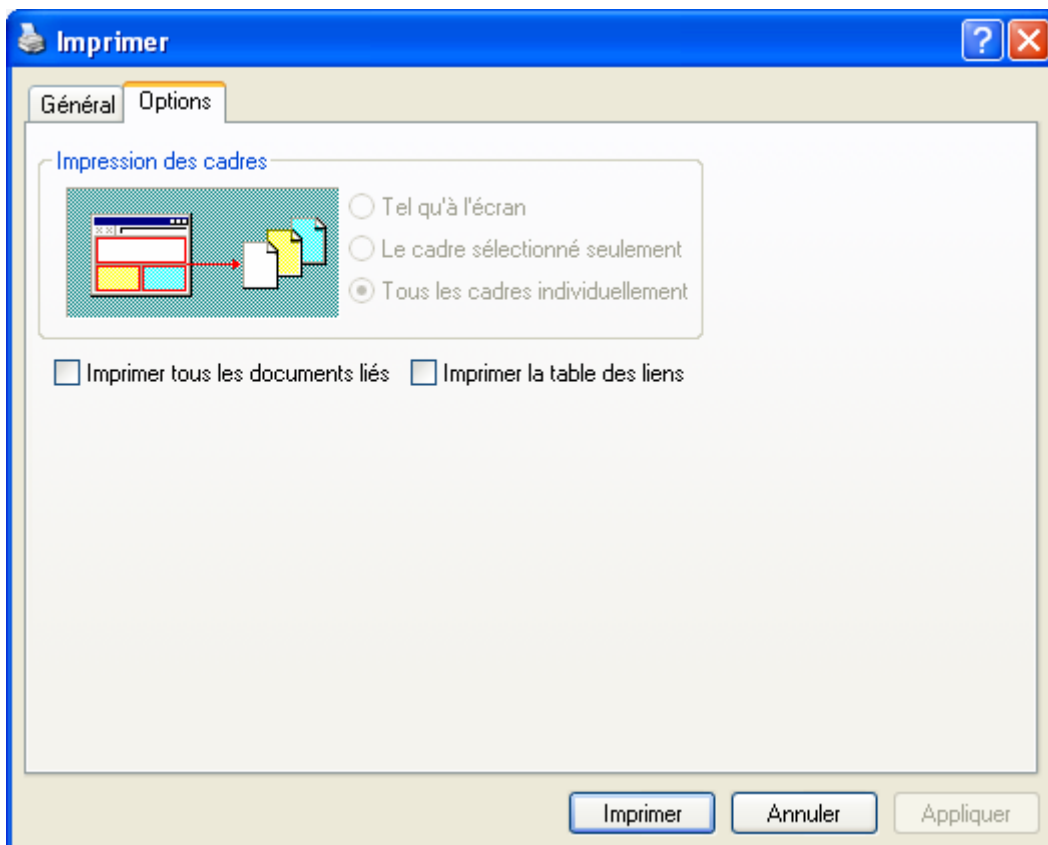 Imprimer
Général Options
Impression des cadres
Tel qu'à l'écran
Le cadre sélectionné seulement
Tous les cadres individuellement
Imprimer tous les documents liés Imprimer la table des liens
Imprimer Annuler Appliquer